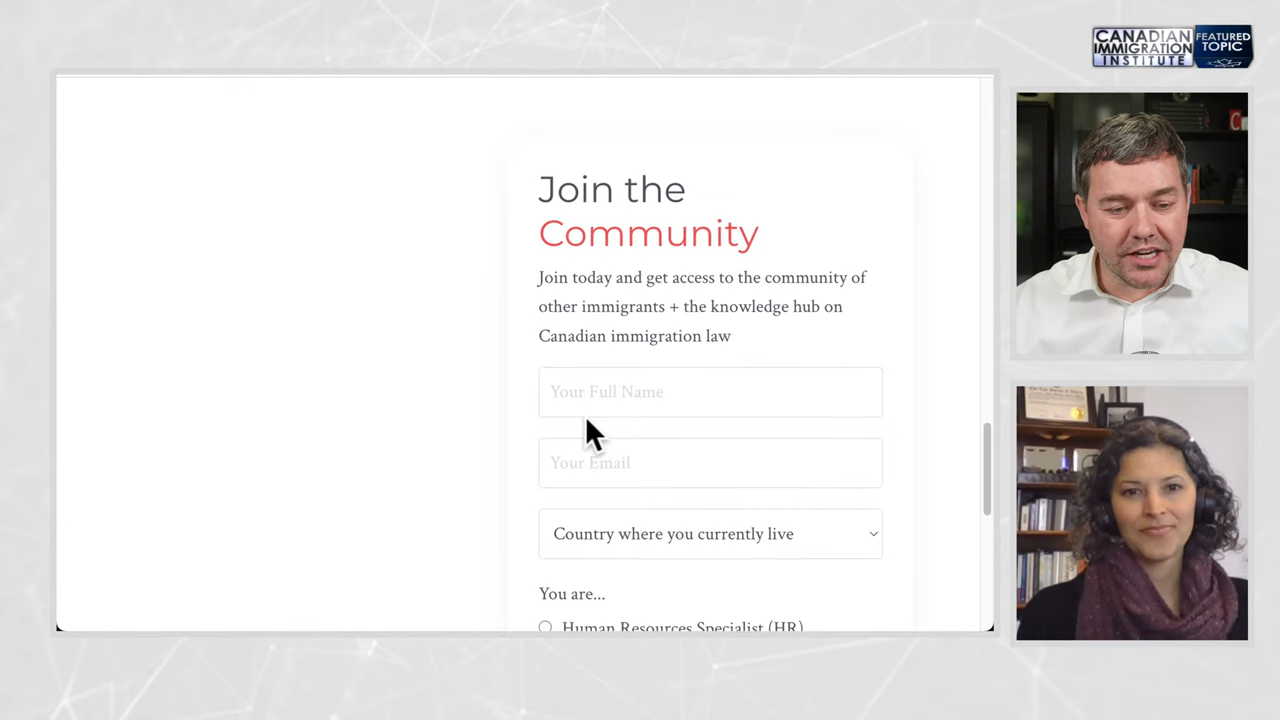 CANADIAN
IMMIGRATION
INSTITUTE
FEATURED
TOPIC
Join the
Community
Join today and get access to the community of
other immigrants + the knowledge hub on
Canadian immigration law
Your Full Name
Your Email
Country where you currently live
You are...
Human Resources Specialist (HR)